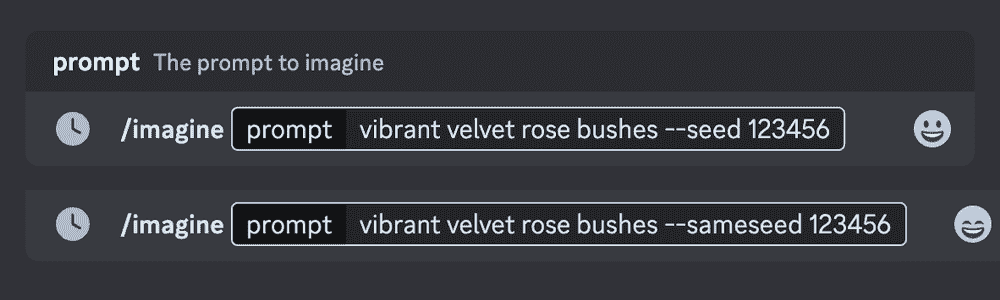 prompt The prompt to imagine
/imagine prompt vibrant velvet rose bushes --seed 123456
/imagine prompt vibrant velvet rose bushes --sameseed 123456